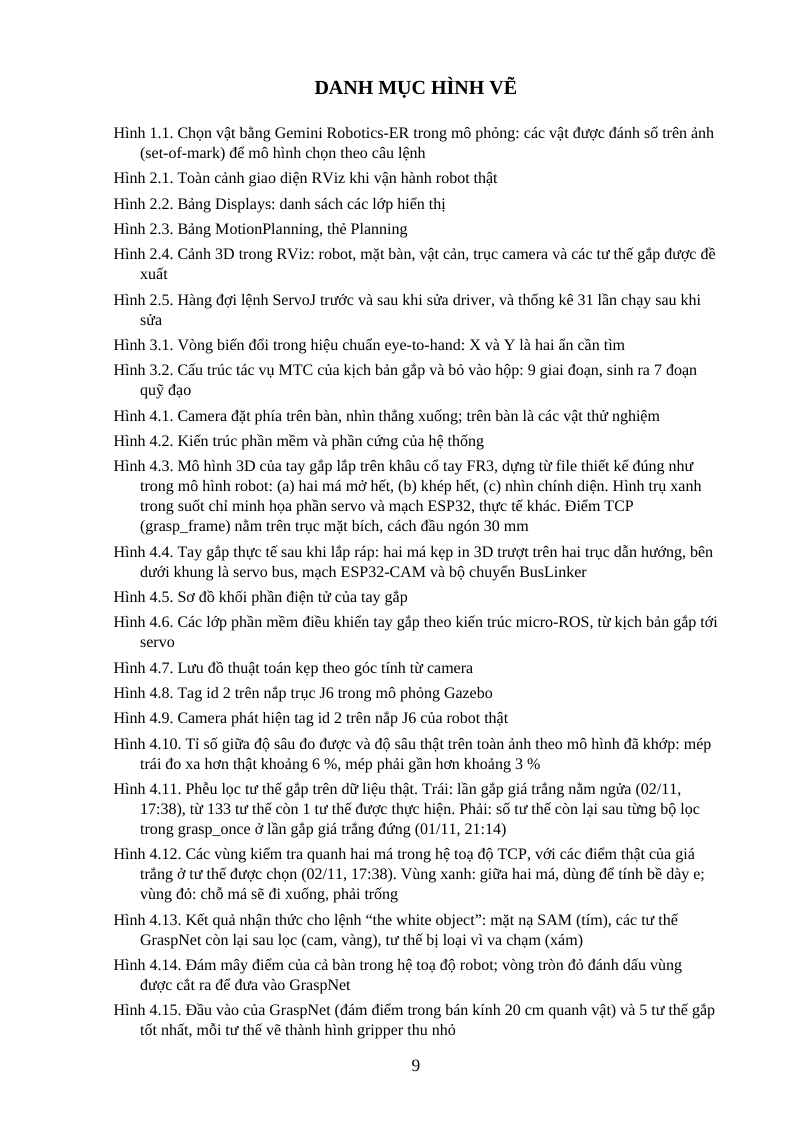 DANH MỤC HÌNH VẼ
Hình 1.1. Chọn vật bằng Gemini Robotics-ER trong mô phỏng: các vật được đánh số trên ảnh
(set-of-mark) để mô hình chọn theo câu lệnh
Hình 2.1. Toàn cảnh giao diện RViz khi vận hành robot thật
Hình 2.2. Bảng Displays: danh sách các lớp hiển thị
Hình 2.3. Bảng MotionPlanning, thẻ Planning
Hình 2.4. Cảnh 3D trong RViz: robot, mặt bàn, vật cản, trục camera và các tư thế gắp được đề
xuất
Hình 2.5. Hàng đợi lệnh ServoJ trước và sau khi sửa driver, và thống kê 31 lần chạy sau khi
sửa
Hình 3.1. Vòng biến đổi trong hiệu chuẩn eye-to-hand: X và Y là hai ẩn cần tìm
Hình 3.2. Cấu trúc tác vụ MTC của kịch bản gắp và bỏ vào hộp: 9 giai đoạn, sinh ra 7 đoạn
quỹ đạo
Hình 4.1. Camera đặt phía trên bàn, nhìn thẳng xuống; trên bàn là các vật thử nghiệm
Hình 4.2. Kiến trúc phần mềm và phần cứng của hệ thống
Hình 4.3. Mô hình 3D của tay gắp lắp trên khâu cổ tay FR3, dựng từ file thiết kế đúng như
trong mô hình robot: (a) hai má mở hết, (b) khép hết, (c) nhìn chính diện. Hình trụ xanh
trong suốt chỉ minh họa phần servo và mạch ESP32, thực tế khác. Điểm TCP
(grasp_frame) nằm trên trục mặt bích, cách đầu ngón 30 mm
Hình 4.4. Tay gắp thực tế sau khi lắp ráp: hai má kẹp in 3D trượt trên hai trục dẫn hướng, bên
dưới khung là servo bus, mạch ESP32-CAM và bộ chuyển BusLinker
Hình 4.5. Sơ đồ khối phần điện tử của tay gắp
Hình 4.6. Các lớp phần mềm điều khiển tay gắp theo kiến trúc micro-ROS, từ kịch bản gắp tới
servo
Hình 4.7. Lưu đồ thuật toán kẹp theo góc tính từ camera
Hình 4.8. Tag id 2 trên nắp trục J6 trong mô phỏng Gazebo
Hình 4.9. Camera phát hiện tag id 2 trên nắp J6 của robot thật
Hình 4.10. Tỉ số giữa độ sâu đo được và độ sâu thật trên toàn ảnh theo mô hình đã khớp: mép
trái đo xa hơn thật khoảng 6 %, mép phải gần hơn khoảng 3 %
Hình 4.11. Phễu lọc tư thế gắp trên dữ liệu thật. Trái: lần gắp giá trắng nằm ngửa (02/11,
17:38), từ 133 tư thế còn 1 tư thế được thực hiện. Phải: số tư thế còn lại sau từng bộ lọc
trong grasp_once ở lần gắp giá trắng đứng (01/11, 21:14)
Hình 4.12. Các vùng kiểm tra quanh hai má trong hệ toạ độ TCP, với các điểm thật của giá
trắng ở tư thế được chọn (02/11, 17:38). Vùng xanh: giữa hai má, dùng để tính bề dày e;
vùng đỏ: chỗ má sẽ đi xuống, phải trống
Hình 4.13. Kết quả nhận thức cho lệnh “the white object”: mặt nạ SAM (tím), các tư thế
GraspNet còn lại sau lọc (cam, vàng), tư thế bị loại vì va chạm (xám)
Hình 4.14. Đám mây điểm của cả bàn trong hệ toạ độ robot; vòng tròn đỏ đánh dấu vùng
được cắt ra để đưa vào GraspNet
Hình 4.15. Đầu vào của GraspNet (đám điểm trong bán kính 20 cm quanh vật) và 5 tư thế gắp
tốt nhất, mỗi tư thế vẽ thành hình gripper thu nhỏ
9